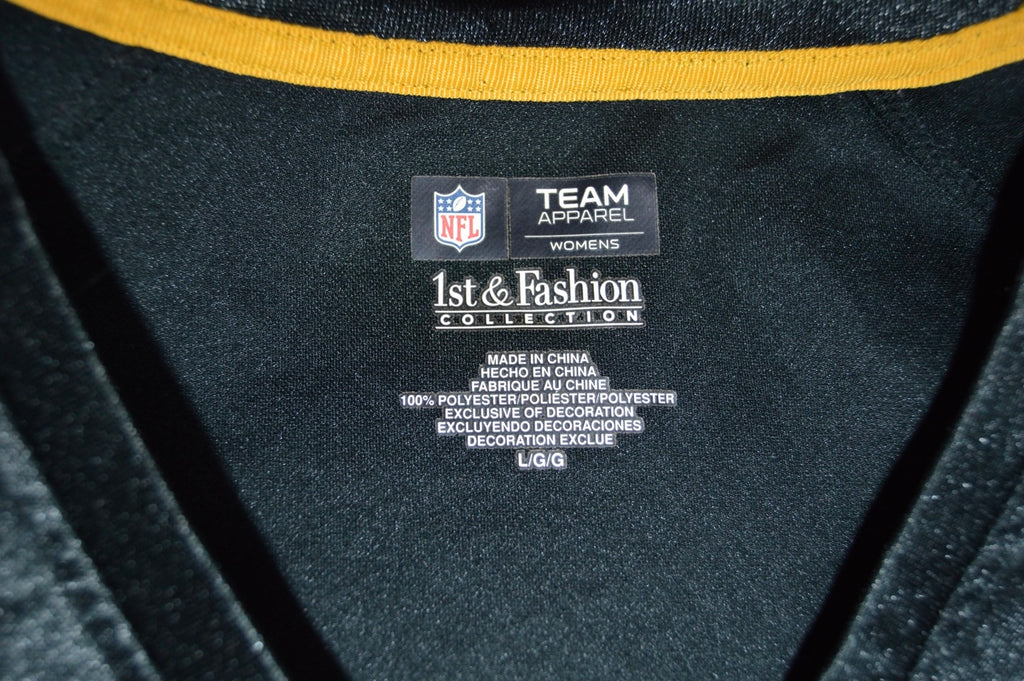 NFL
TEAM
APPAREL
WOMENS
1st & Fashion
COLLECTION
MADE IN CHINA
HECHO EN CHINA
FABRIQUE AU CHINE
100% POLYESTER/POLIÉSTER/POLYESTER
EXCLUSIVE OF DECORATION
EXCLUYENDO DECORACIONES
DECORATION EXCLUE
L/G/G